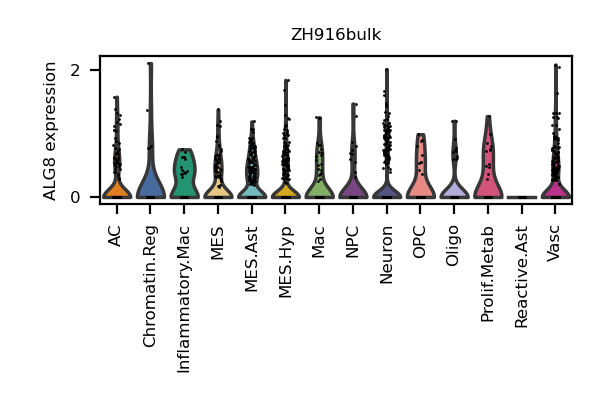 ZH916bulk
ALG8 expression
2
0
AC
Chromatin.Reg
Inflammatory.Mac
MES
MES.Ast
MES.Hyp
Mac
NPC
Neuron
OPC
Oligo
Prolif.Metab
Reactive.Ast
Vasc